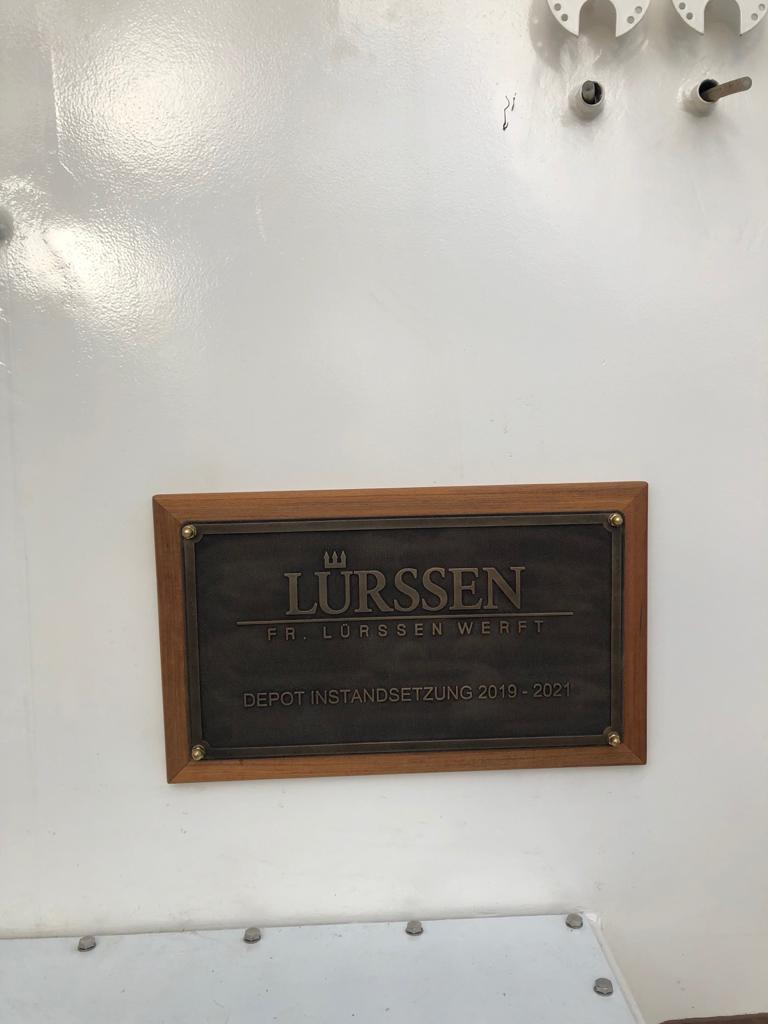 LÜRSSEN
FR. LÜRSSEN WERFT
DEPOT INSTANDSETZUNG 2019 - 2021